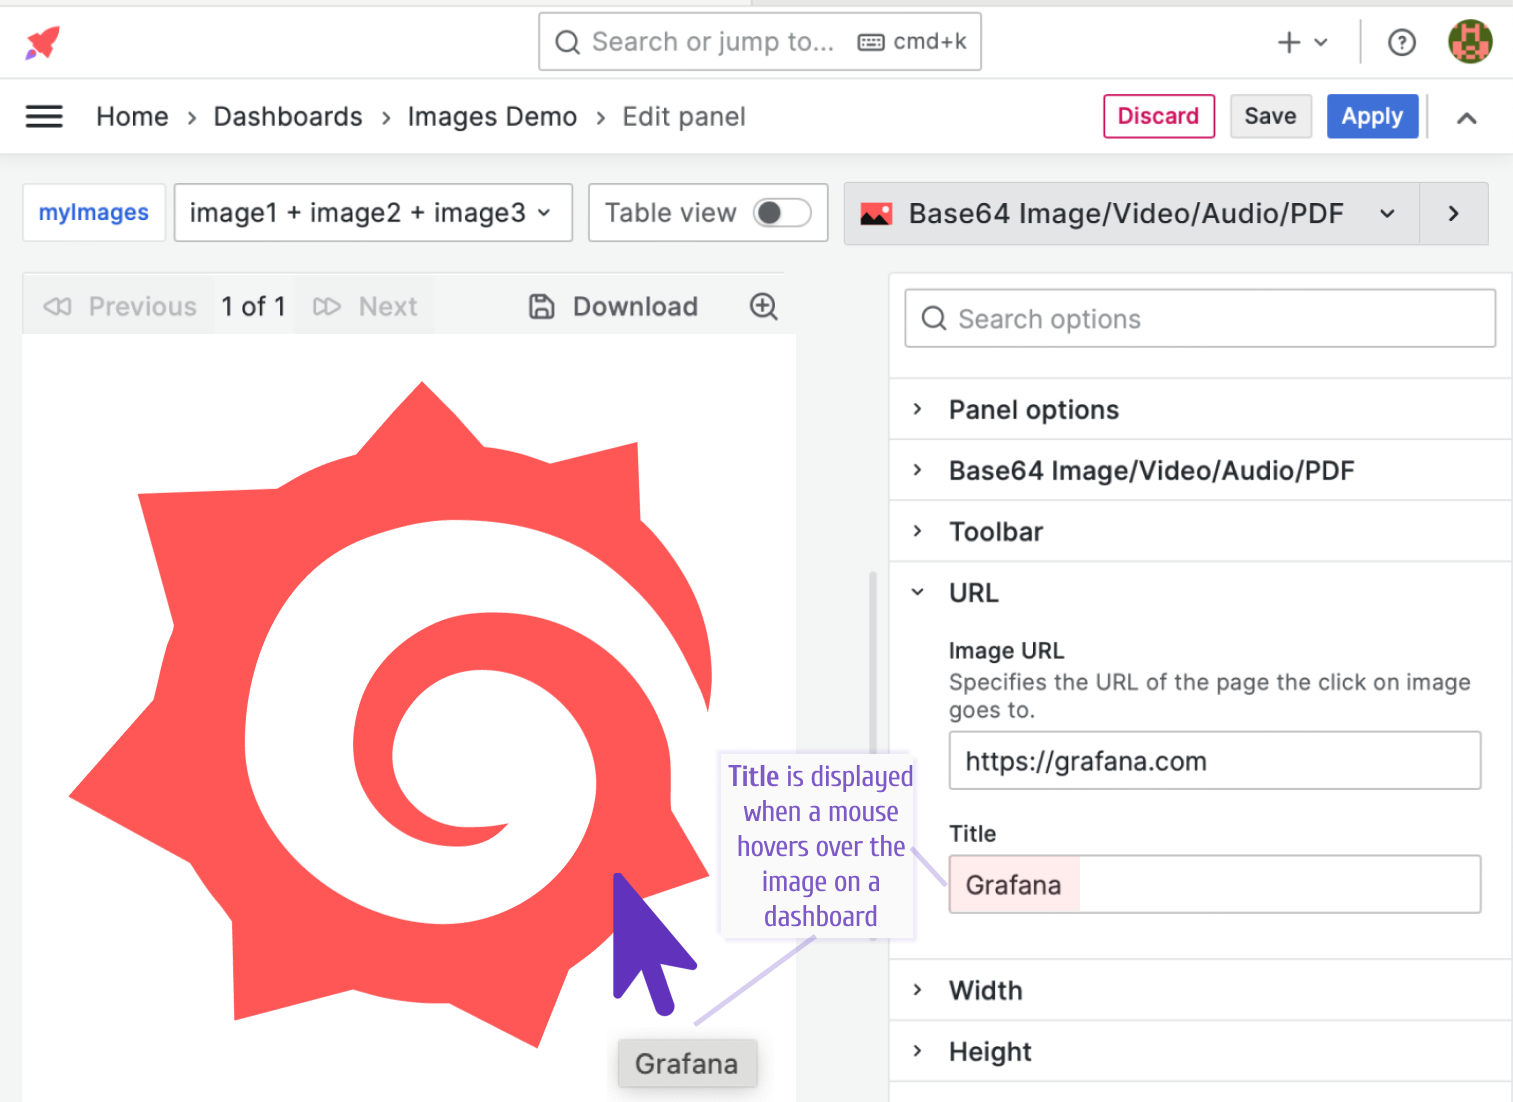 Search or jump to... cmd+k
Home › Dashboards › Images Demo › Edit panel
Discard Save Apply
myImages image1 + image2 + image3 Table view Base64 Image/Video/Audio/PDF
Previous 1 of 1 Next Download
Search options
Panel options
Base64 Image/Video/Audio/PDF
Toolbar
URL
Image URL
Specifies the URL of the page the click on image
goes to.
https://grafana.com
Title
Grafana
Title is displayed
when a mouse
hovers over the
image on a
dashboard
Width
Height
Grafana